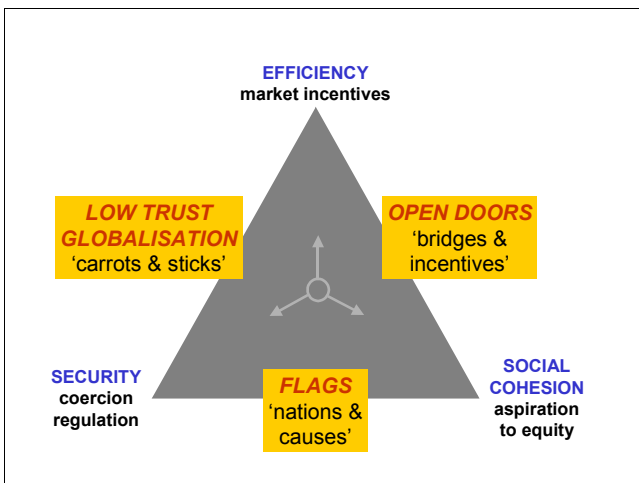 EFFICIENCY
market incentives
LOW TRUST
GLOBALISATION
‘carrots & sticks’
OPEN DOORS
‘bridges &
incentives’
SECURITY
coercion
regulation
FLAGS
‘nations &
causes’
SOCIAL
COHESION
aspiration
to equity